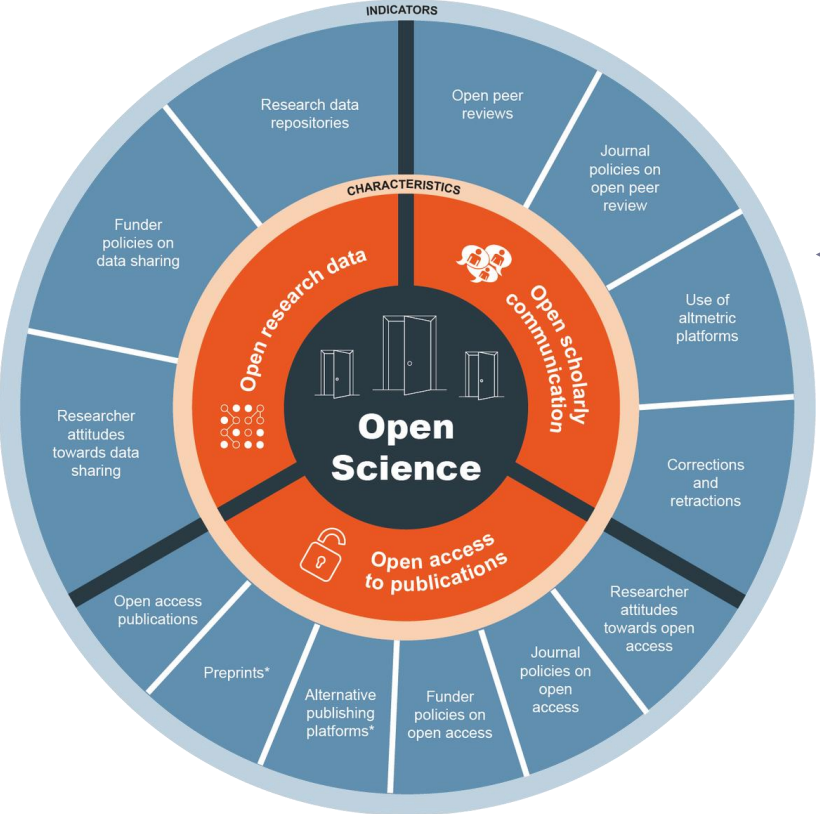 INDICATORS
Research data
repositories
Open peer
reviews
Journal
policies on
open peer
review
Funder
policies on
data sharing
CHARACTERISTICS
Open research data
Open scholarly
communication
Use of
altmetric
platforms
Researcher
attitudes
towards data
sharing
Open
Science
Corrections
and
retractions
Open access
to publications
Open access
publications
Preprints*
Alternative
publishing
platforms*
Funder
policies on
open access
Journal
policies on
open
access
Researcher
attitudes
towards open
access